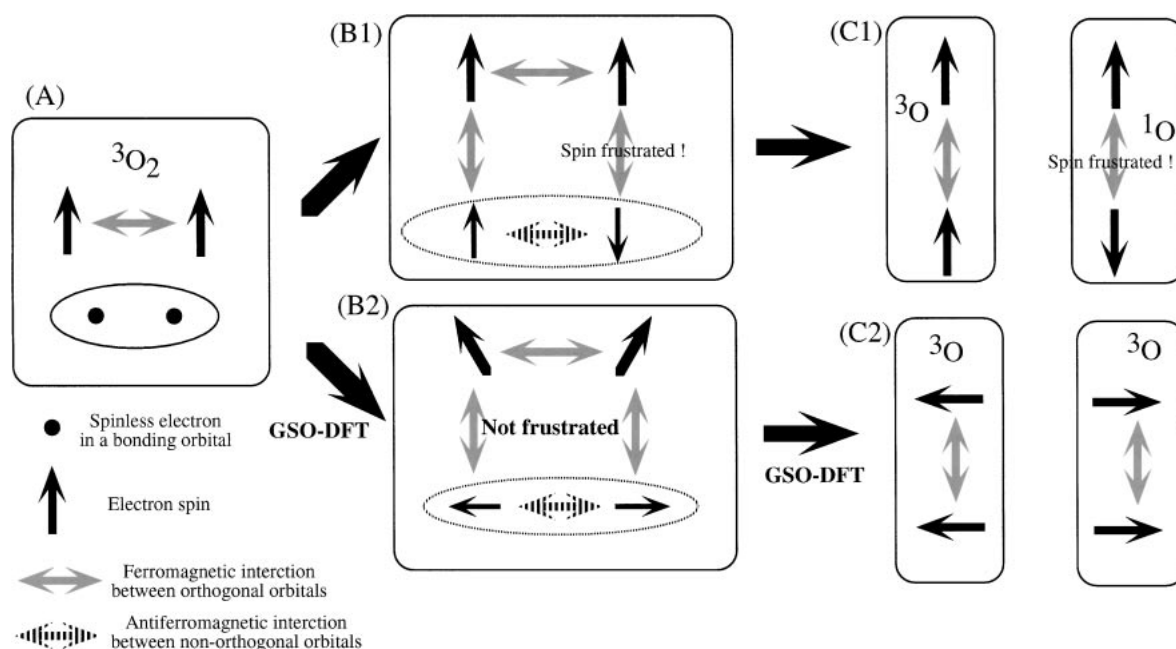 (A)
3O2
Spinless electron
in a bonding orbital
Electron spin
Ferromagnetic interction
between orthogonal orbitals
Antiferromagnetic interction
between non-orthogonal orbitals
(B1)
Spin frustrated !
(B2)
GSO-DFT
Not frustrated
(C1)
3O
1O
Spin frustrated !
(C2)
GSO-DFT
3O
3O